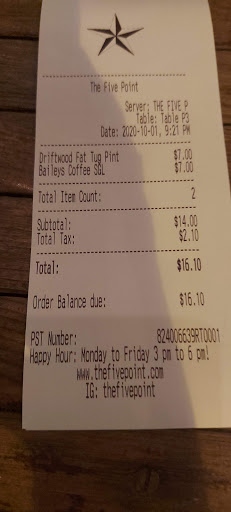 The Five Point
Server: THE FIVE P
Table: Table P3
Date: 2020-10-01, 9:21 PM
Driftwood Fat Tug Pint $7.00
Baileys Coffee SGL $7.00
Total Item Count: 2
Subtotal: $14.00
Total Tax: $2.10
Total: $16.10
Order Balance due: $16.10
PST Number: 824006639RT0001
Happy Hour; Monday to Friday 3 pm to 6 pm!
www.thefivepoint.com
IG: thefivepoint